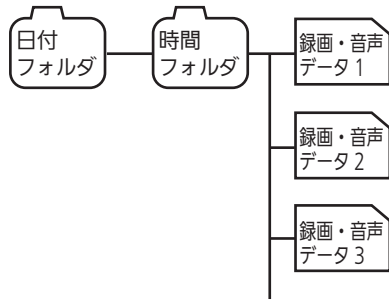 日付
フォルダ
時間
フォルダ
録画・音声
データ 1
録画・音声
データ 2
録画・音声
データ 3